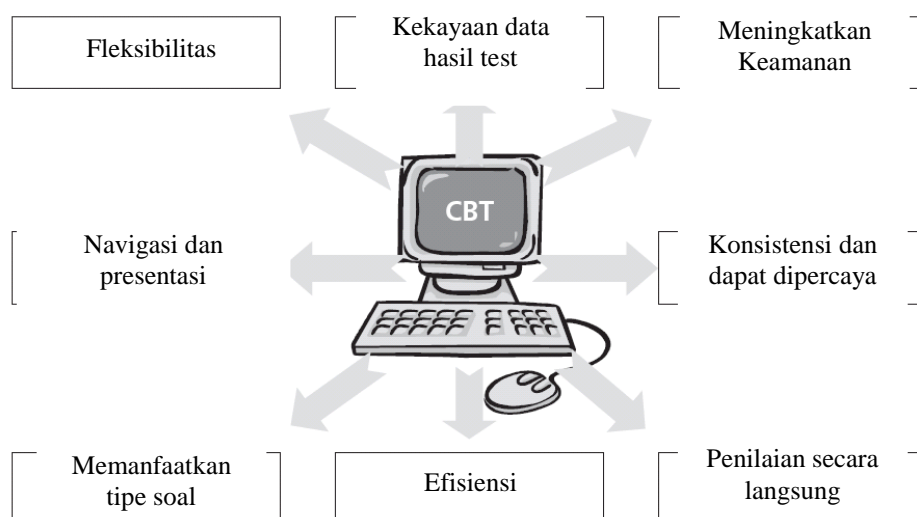 Fleksibilitas
Kekayaan data
hasil test
Meningkatkan
Keamanan
CBT
Navigasi dan
presentasi
Konsistensi dan
dapat dipercaya
Memanfaatkan
tipe soal
Efisiensi
Penilaian secara
langsung